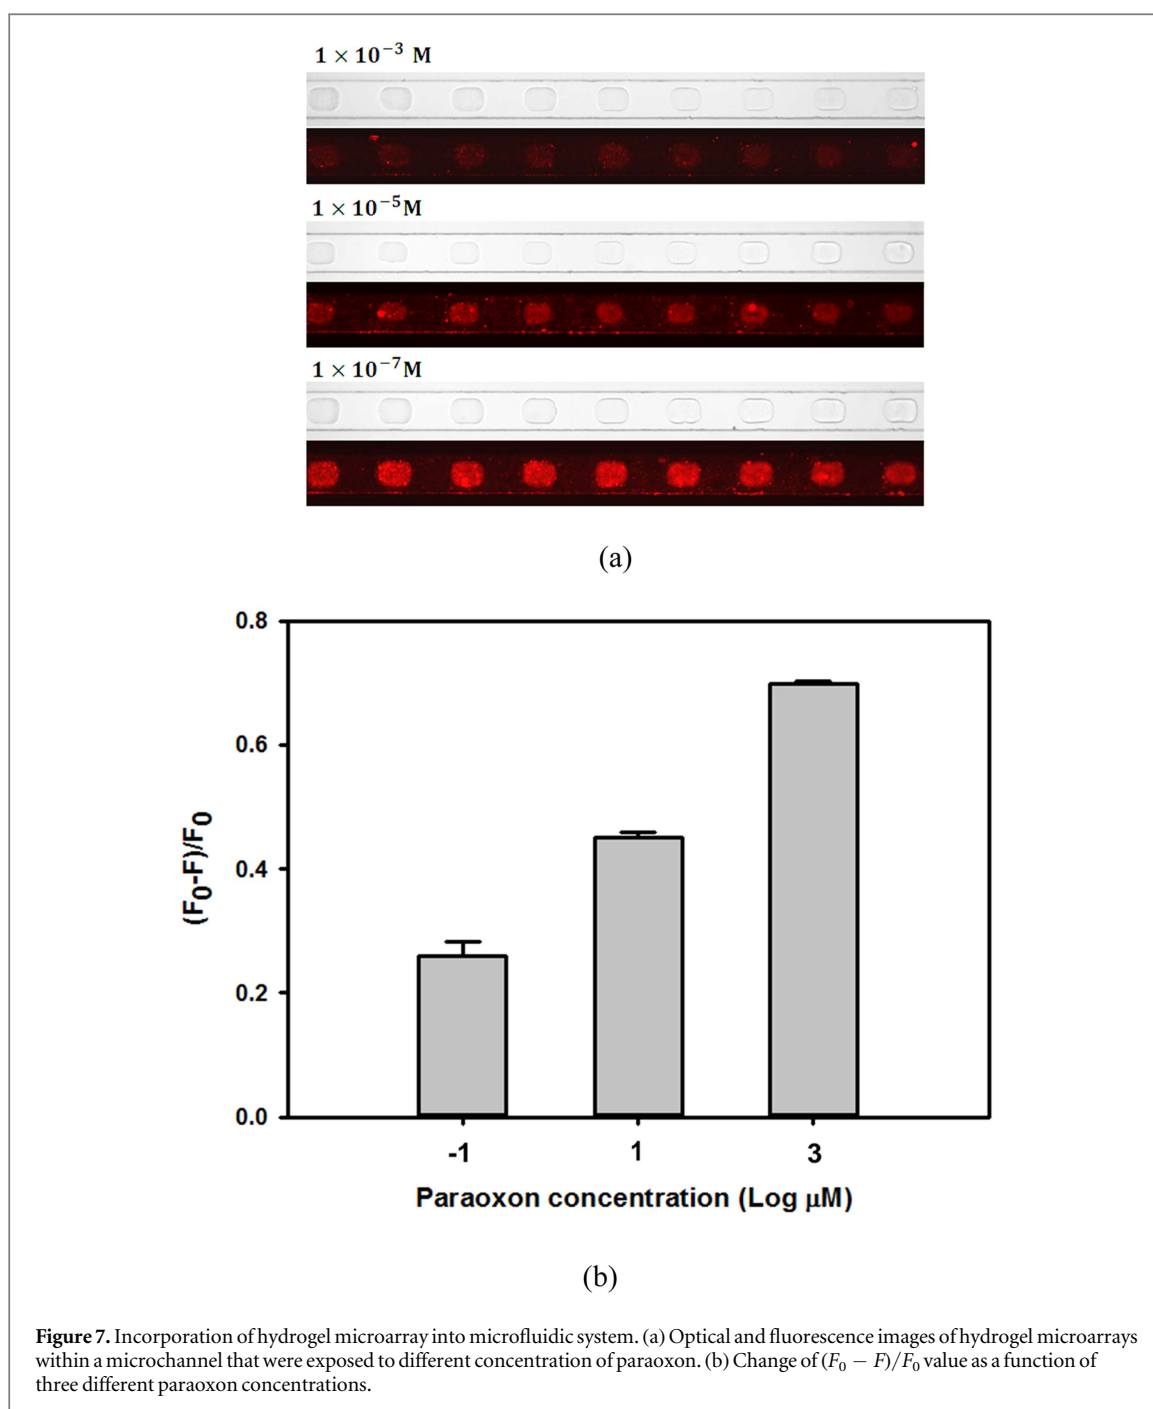 1 × 10⁻³ M
1 × 10⁻⁵M
1 × 10⁻⁷M
(a)
0.8
0.6
0.4
0.2
0.0
(F₀-F)/F₀
-1 1 3
Paraoxon concentration (Log μM)
(b)
Figure 7. Incorporation of hydrogel microarray into microfluidic system. (a) Optical and fluorescence images of hydrogel microarrays
within a microchannel that were exposed to different concentration of paraoxon. (b) Change of (F₀ − F)/F₀ value as a function of
three different paraoxon concentrations.